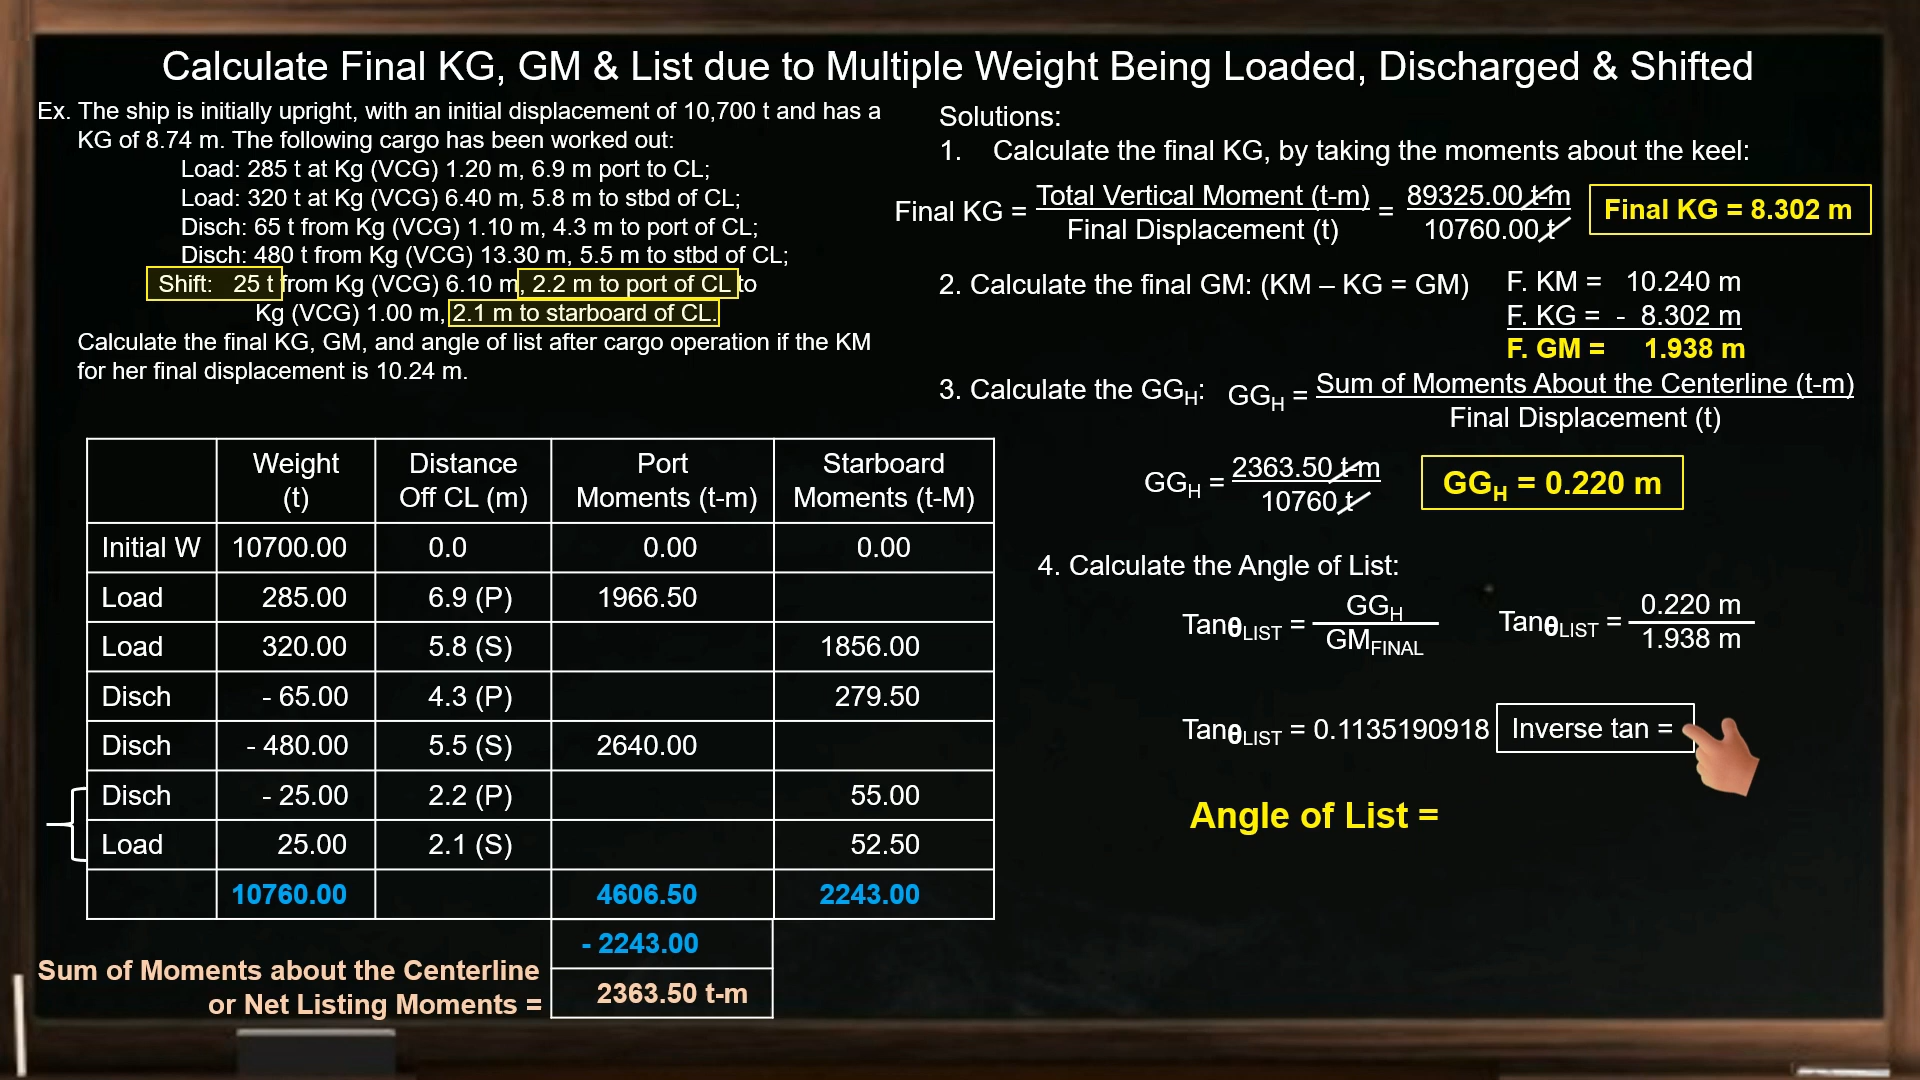 Calculate Final KG, GM & List due to Multiple Weight Being Loaded, Discharged & Shifted
Ex. The ship is initially upright, with an initial displacement of 10,700 t and has a
KG of 8.74 m. The following cargo has been worked out:
Load: 285 t at Kg (VCG) 1.20 m, 6.9 m port to CL;
Load: 320 t at Kg (VCG) 6.40 m, 5.8 m to stbd of CL;
Disch: 65 t from Kg (VCG) 1.10 m, 4.3 m to port of CL;
Disch: 480 t from Kg (VCG) 13.30 m, 5.5 m to stbd of CL;
Shift: 25 t from Kg (VCG) 6.10 m, 2.2 m to port of CL to
Kg (VCG) 1.00 m, 2.1 m to starboard of CL.
Calculate the final KG, GM, and angle of list after cargo operation if the KM
for her final displacement is 10.24 m.
Weight (t) Distance Off CL (m) Port Moments (t-m) Starboard Moments (t-M)
Initial W 10700.00 0.0 0.00 0.00
Load 285.00 6.9 (P) 1966.50
Load 320.00 5.8 (S) 1856.00
Disch - 65.00 4.3 (P) 279.50
Disch - 480.00 5.5 (S) 2640.00
Disch - 25.00 2.2 (P) 55.00
Load 25.00 2.1 (S) 52.50
10760.00 4606.50 2243.00
- 2243.00
Sum of Moments about the Centerline
or Net Listing Moments = 2363.50 t-m
Solutions:
1. Calculate the final KG, by taking the moments about the keel:
Final KG = Total Vertical Moment (t-m) / Final Displacement (t) = 89325.00 t-m / 10760.00 t Final KG = 8.302 m
2. Calculate the final GM: (KM – KG = GM) F. KM = 10.240 m
F. KG = - 8.302 m
F. GM = 1.938 m
3. Calculate the GGH: GGH = Sum of Moments About the Centerline (t-m) / Final Displacement (t)
GGH = 2363.50 t-m / 10760 t GGH = 0.220 m
4. Calculate the Angle of List:
TanθLIST = GGH / GMFINAL TanθLIST = 0.220 m / 1.938 m
TanθLIST = 0.1135190918 Inverse tan =
Angle of List =